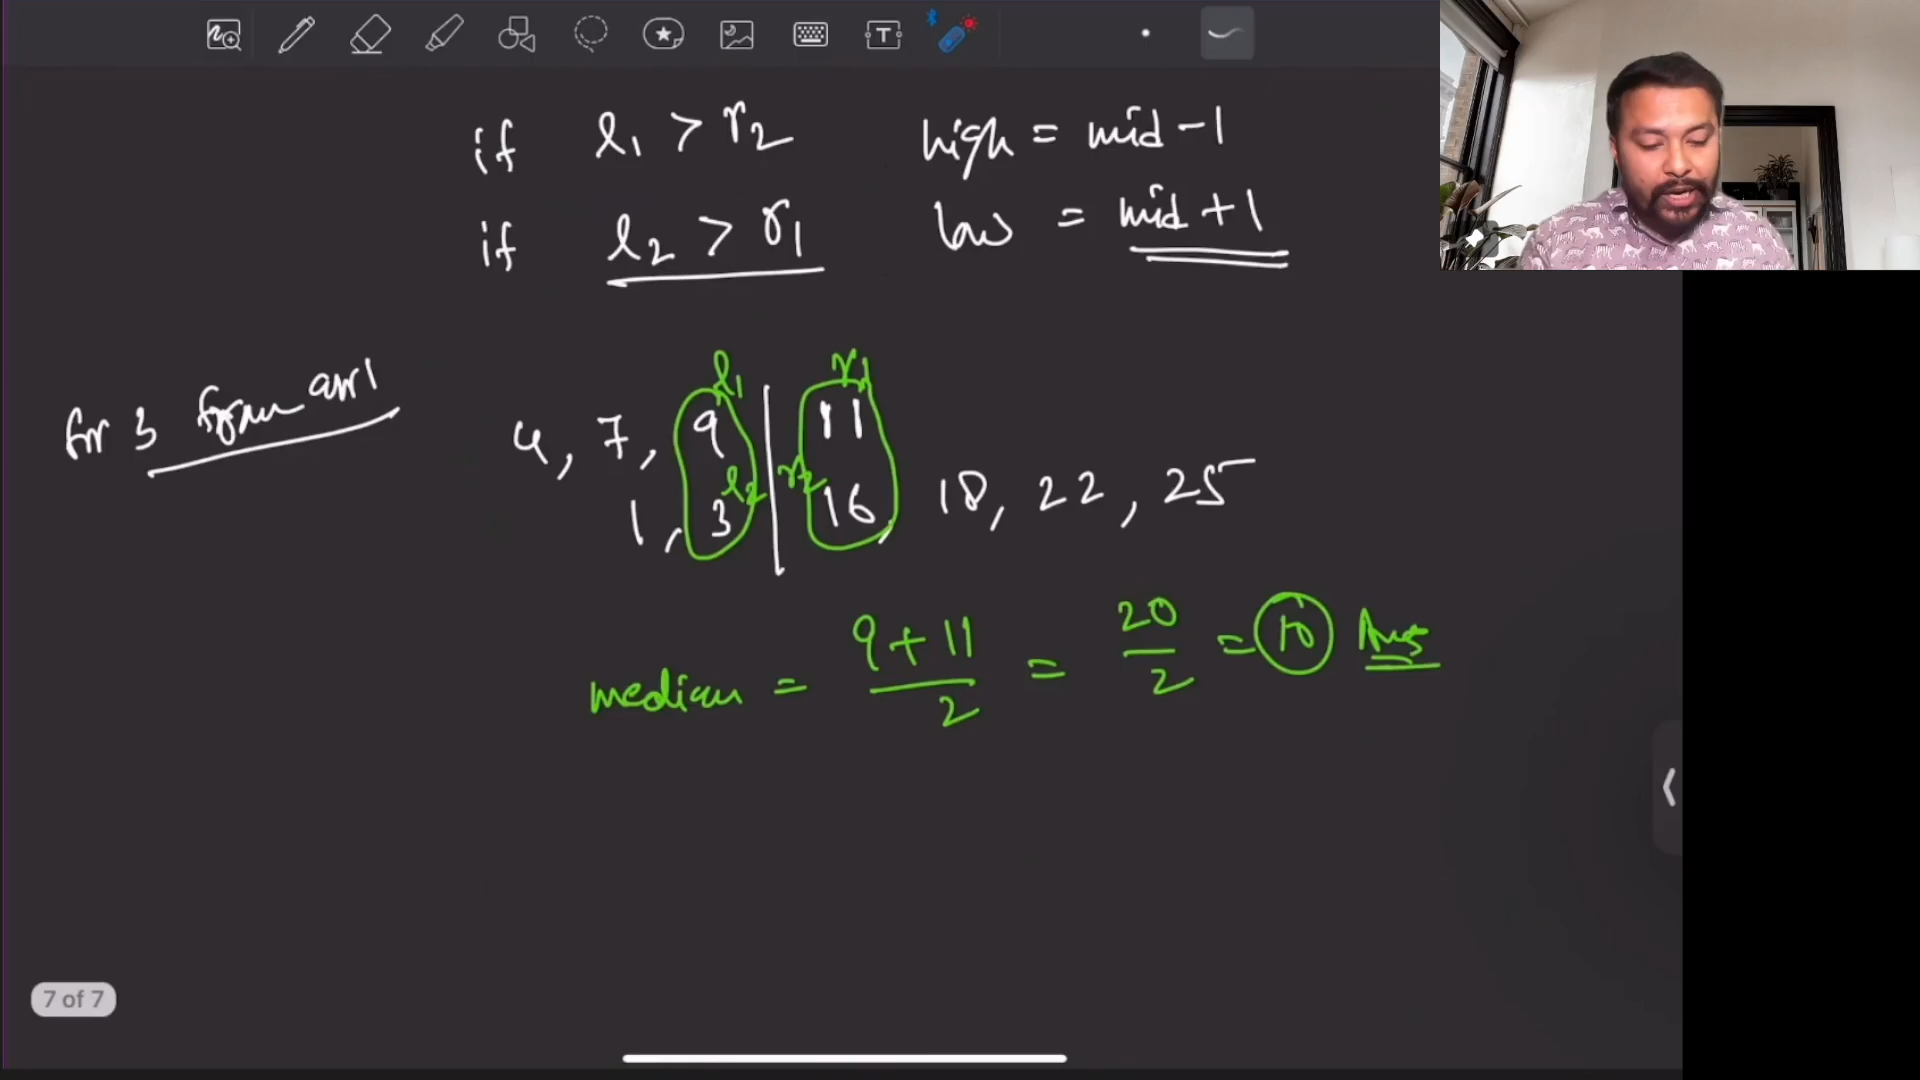 if l1 > r2 high = mid - 1
if l2 > r1 low = mid + 1
for 3 from arr1
l1 r1
4, 7, 9 | 11
l2 r2
1, 3 | 16, 18, 22, 25
median = 9 + 11 / 2 = 20 / 2 = 10 Ans
7 of 7